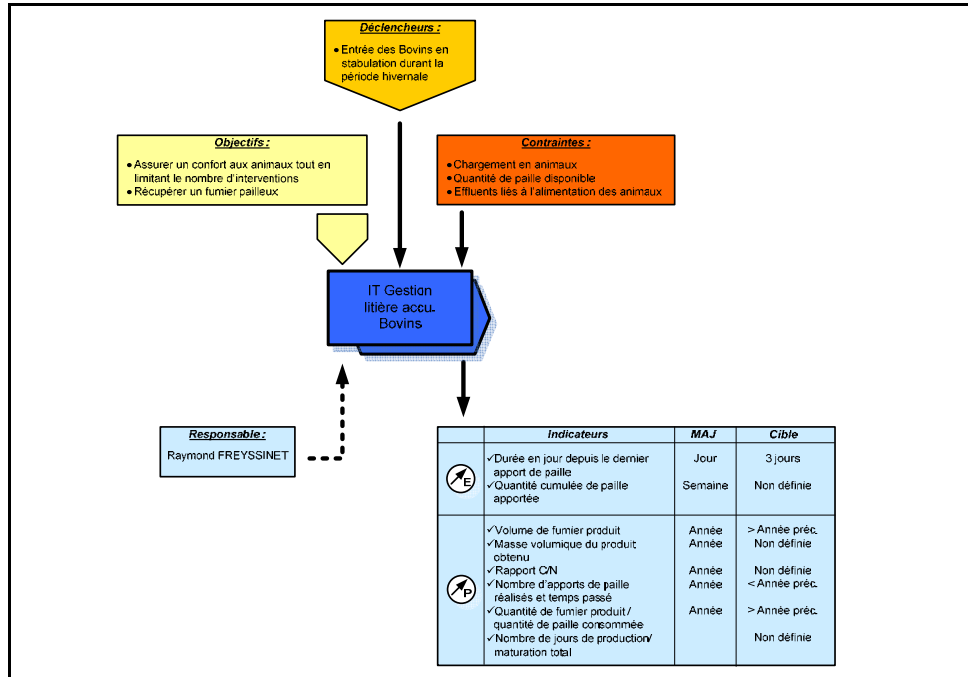 Déclencheurs :
• Entrée des Bovins en
stabulation durant la
période hivernale
Objectifs :
• Assurer un confort aux animaux tout en
limitant le nombre d'interventions
• Récupérer un fumier pailleux
Contraintes :
• Chargement en animaux
• Quantité de paille disponible
• Effluents liés à l'alimentation des animaux
IT Gestion
litière accu.
Bovins
Responsable :
Raymond FREYSSINET
Indicateurs MAJ Cible
E
✓Durée en jour depuis le dernier Jour 3 jours
apport de paille
✓Quantité cumulée de paille Semaine Non définie
apportée
P
✓Volume de fumier produit Année > Année préc.
✓Masse volumique du produit Année Non définie
obtenu
✓Rapport C/N Année Non définie
✓Nombre d'apports de paille Année < Année préc.
réalisés et temps passé
✓Quantité de fumier produit / Année > Année préc.
quantité de paille consommée
✓Nombre de jours de production/ Non définie
maturation total